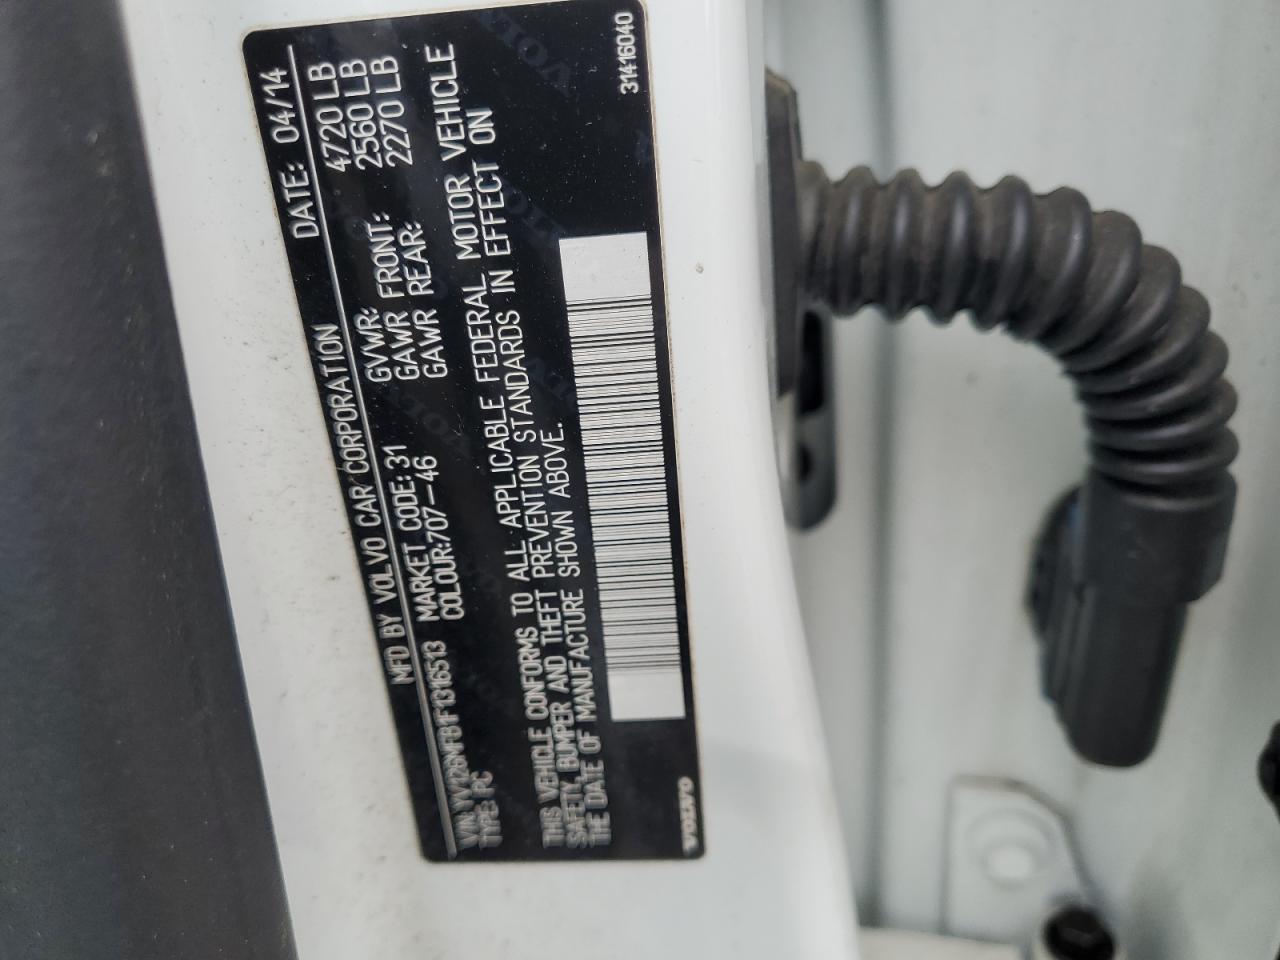 MFD BY VOLVO CAR CORPORATION DATE: 04/14
VIN: YV126MFB1F1316513 MARKET CODE: 31 GVWR: 4720 LB
TYPE: PC COLOUR: 707-46 GAWR FRONT: 2560 LB
GAWR REAR: 2270 LB
THIS VEHICLE CONFORMS TO ALL APPLICABLE FEDERAL MOTOR VEHICLE
SAFETY, BUMPER AND THEFT PREVENTION STANDARDS IN EFFECT ON
THE DATE OF MANUFACTURE SHOWN ABOVE.
VOLVO 31416040